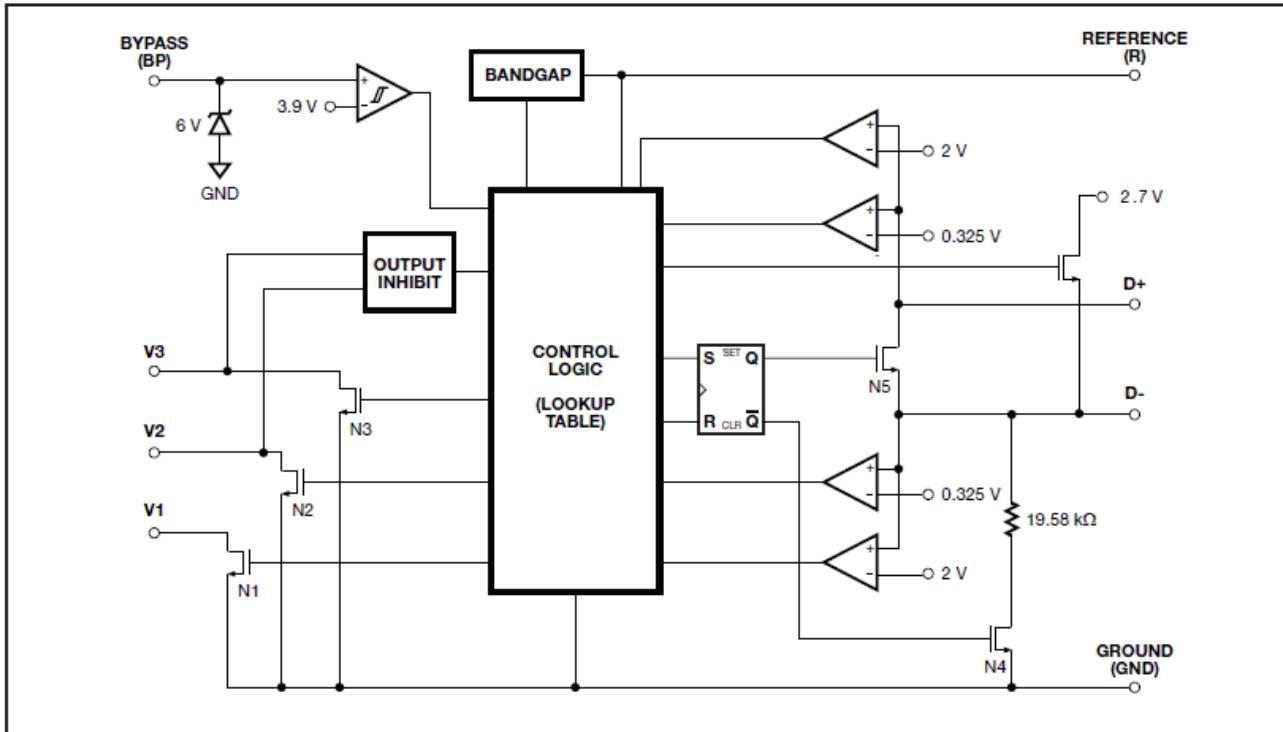 BYPASS
(BP)
REFERENCE
(R)
BANDGAP
3.9 V
+
-
6 V
GND
+
-
2 V
2.7 V
+
-
0.325 V
OUTPUT
INHIBIT
D+
V3
CONTROL
LOGIC
(LOOKUP
TABLE)
S SET Q
R CLR Q̅
N5
D-
N3
V2
N2
+
-
0.325 V
19.58 kΩ
V1
N1
+
-
2 V
N4
GROUND
(GND)